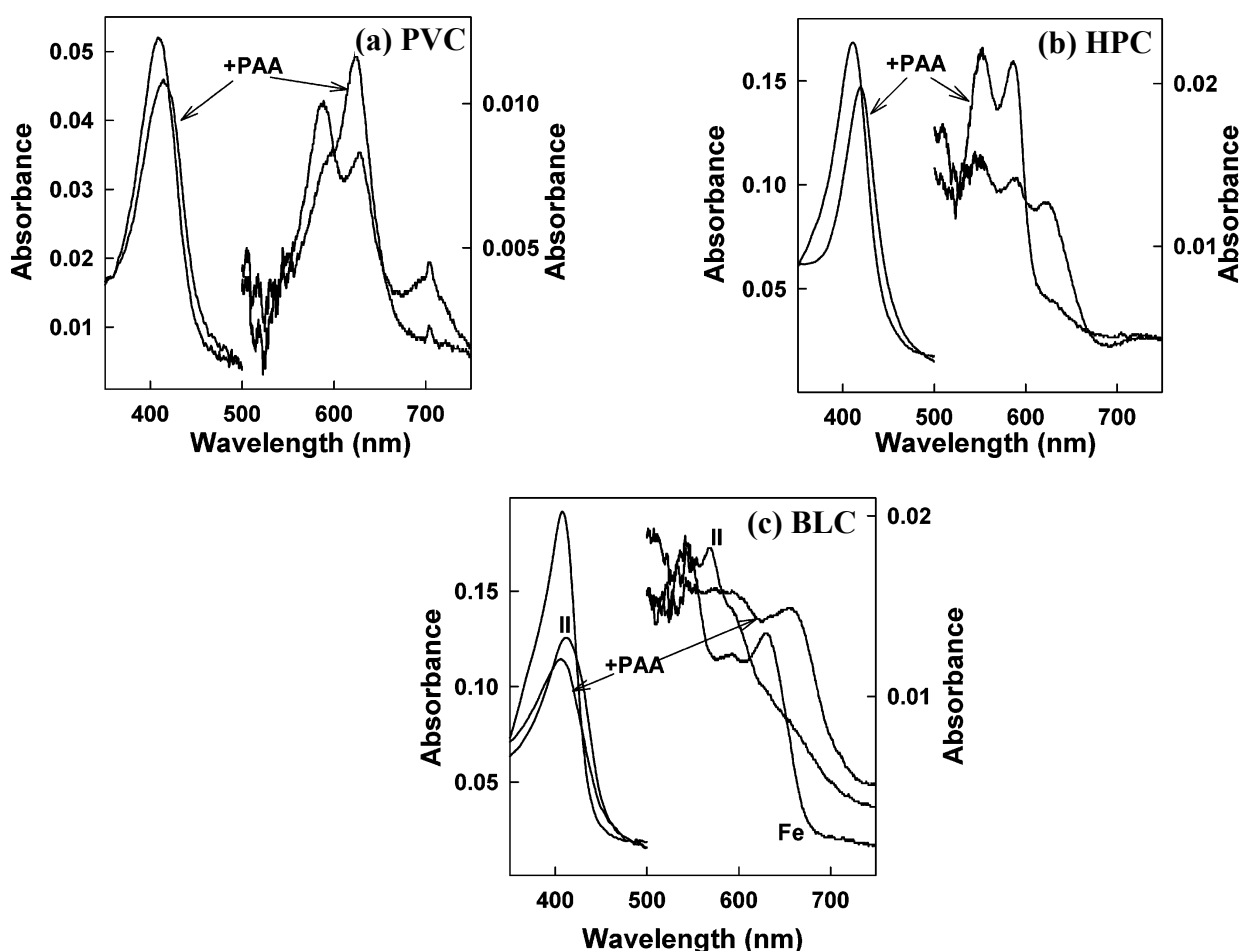 (a) PVC
+PAA
0.05
0.04
0.03
0.02
0.01
0.010
0.005
Absorbance
Absorbance
400
500
600
700
Wavelength (nm)
(b) HPC
+PAA
0.15
0.10
0.05
0.02
0.01
Absorbance
Absorbance
400
500
600
700
Wavelength (nm)
(c) BLC
II
II
+PAA
Fe
0.15
0.10
0.05
0.02
0.01
Absorbance
Absorbance
400
500
600
700
Wavelength (nm)